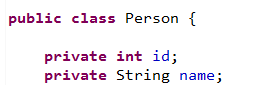 public class Person {
private int id;
private String name;